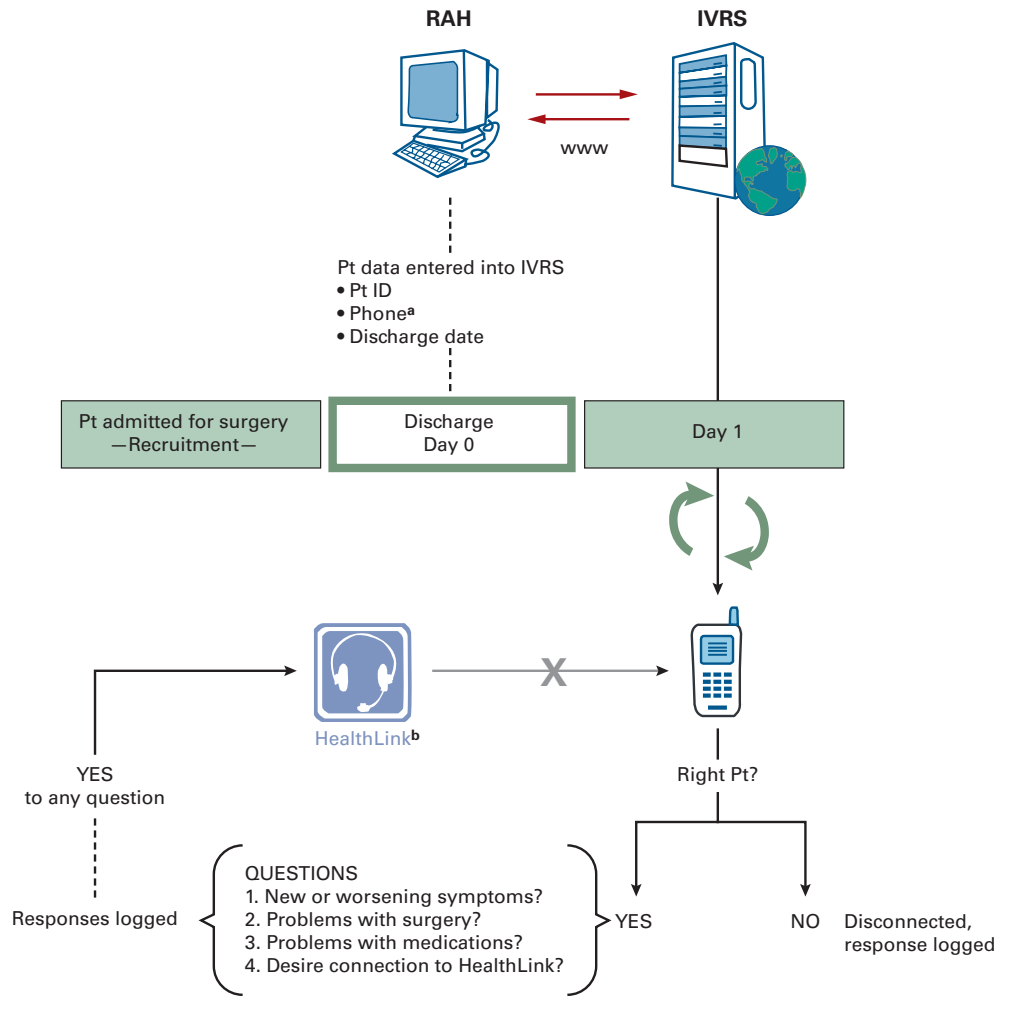 RAH
IVRS
www
Pt data entered into IVRS
• Pt ID
• Phoneᵃ
• Discharge date
Pt admitted for surgery
—Recruitment—
Discharge
Day 0
Day 1
X
HealthLinkᵇ
Right Pt?
YES
to any question
QUESTIONS
1. New or worsening symptoms?
2. Problems with surgery?
3. Problems with medications?
4. Desire connection to HealthLink?
Responses logged
YES
NO
Disconnected,
response logged